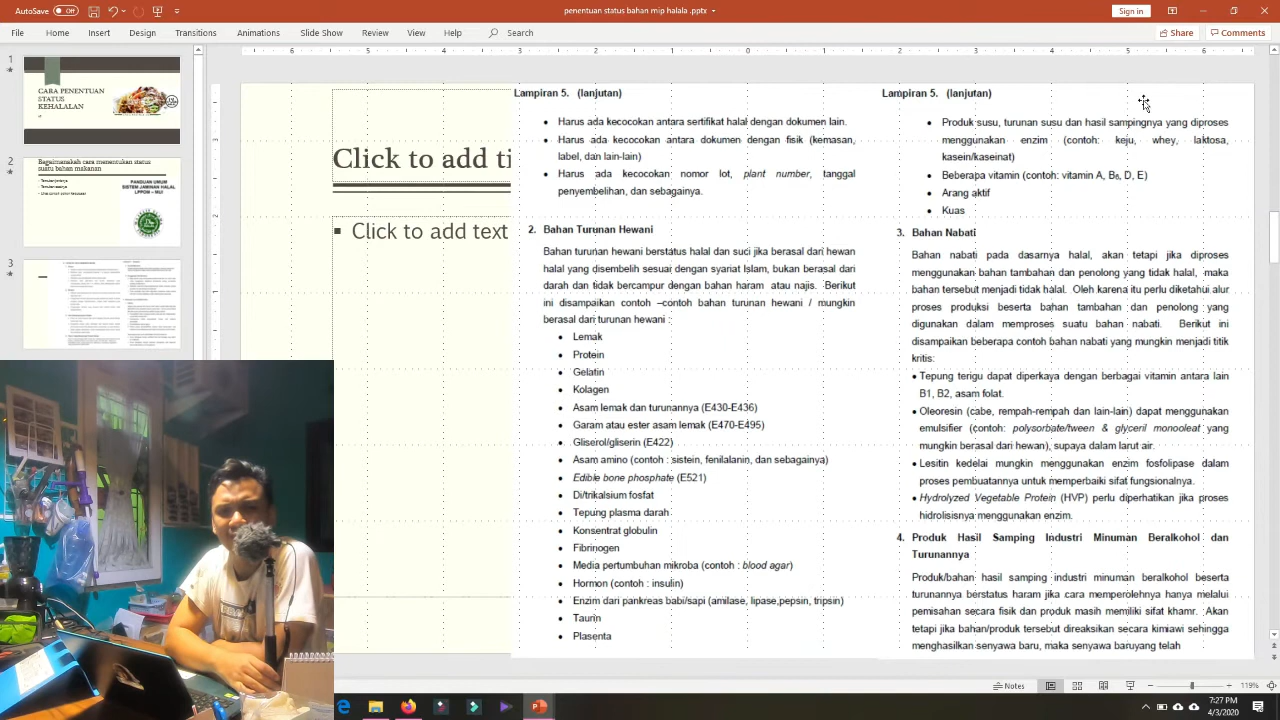 AutoSave
Off
penentuan status bahan mip halal .pptx
Sign in
File
Home
Insert
Design
Transitions
Animations
Slide Show
Review
View
Help
Search
Share
Comments
CARA PENENTUAN
STATUS
KEHALALAN
Bagaimanakah cara menentukan status
suatu bahan makanan
PANDUAN UMUM
SISTEM JAMINAN HALAL
LPPOM - MUI
Click to add ti
Click to add text
Lampiran 5. (lanjutan)
• Harus ada kecocokan antara sertifikat halal dengan dokumen lain.
• Harus ada kecocokan antara dokumen dengan fisik (kemasan,
label, dan lain-lain)
• Harus ada kecocokan nomor lot, plant number, tanggal
penyembelihan, dan sebagainya.
2. Bahan Turunan Hewani
Bahan turunan hewani berstatus halal dan suci jika berasal dari hewan
halal yang disembelih sesuai dengan syariat Islam, bukan berasal dari
darah dan tidak bercampur dengan bahan haram atau najis. Berikut
ini disampaikan contoh –contoh bahan turunan hewani / mungkin
berasal dari turunan hewani :
• Lemak
• Protein
• Gelatin
• Kolagen
• Asam lemak dan turunannya (E430-E436)
• Garam atau ester asam lemak (E470-E495)
• Gliserol/gliserin (E422)
• Asam amino (contoh : sistein, fenilalanin, dan sebagainya)
• Edible bone phosphate (E521)
• Di/trikalsium fosfat
• Tepung plasma darah
• Konsentrat globulin
• Fibrinogen
• Media pertumbuhan mikroba (contoh : blood agar)
• Hormon (contoh : insulin)
• Enzim dari pankreas babi/sapi (amilase, lipase,pepsin, tripsin)
• Taurin
• Plasenta
Lampiran 5. (lanjutan)
• Produk susu, turunan susu dan hasil sampingnya yang diproses
menggunakan enzim (contoh: keju, whey, laktosa,
kasein/kaseinat)
• Beberapa vitamin (contoh: vitamin A, B6, D, E)
• Arang aktif
• Kuas
3. Bahan Nabati
Bahan nabati pada dasarnya halal, akan tetapi jika diproses
menggunakan bahan tambahan dan penolong yang tidak halal, maka
bahan tersebut menjadi tidak halal. Oleh karena itu perlu diketahui alur
proses produksi beserta bahan tambahan dan penolong yang
digunakan dalam memproses suatu bahan nabati. Berikut ini
disampaikan beberapa contoh bahan nabati yang mungkin menjadi titik
kritis:
• Tepung terigu dapat diperkaya dengan berbagai vitamin antara lain
B1, B2, asam folat.
• Oleoresin (cabe, rempah-rempah dan lain-lain) dapat menggunakan
emulsifier (contoh: polysorbate/tween & glyceril monooleat yang
mungkin berasal dari hewan), supaya dalam larut air.
• Lesitin kedelai mungkin menggunakan enzim fosfolipase dalam
proses pembuatannya untuk memperbaiki sifat fungsionalnya.
• Hydrolyzed Vegetable Protein (HVP) perlu diperhatikan jika proses
hidrolisisnya menggunakan enzim.
4. Produk Hasil Samping Industri Minuman Beralkohol dan
Turunannya
Produk/bahan hasil samping industri minuman beralkohol beserta
turunannya berstatus haram jika cara memperolehnya hanya melalui
pemisahan secara fisik dan produk masih memiliki sifat khamr. Akan
tetapi jika bahan/produk tersebut direaksikan secara kimiawi sehingga
menghasilkan senyawa baru, maka senyawa baruyang telah
Notes
119%
7:27 PM
4/3/2020